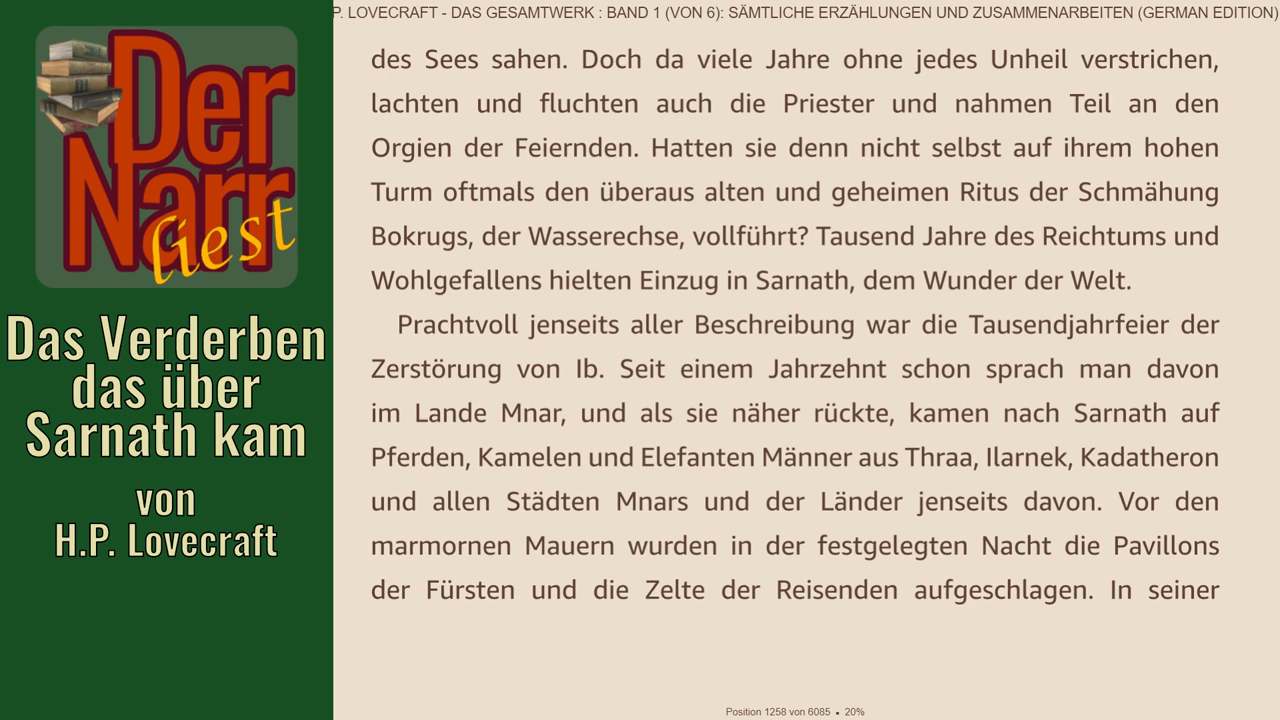 Der
Narr
liest
Das Verderben
das über
Sarnath kam
von
H.P. Lovecraft
P. LOVECRAFT - DAS GESAMTWERK : BAND 1 (VON 6): SÄMTLICHE ERZÄHLUNGEN UND ZUSAMMENARBEITEN (GERMAN EDITION)
des Sees sahen. Doch da viele Jahre ohne jedes Unheil verstrichen,
lachten und fluchten auch die Priester und nahmen Teil an den
Orgien der Feiernden. Hatten sie denn nicht selbst auf ihrem hohen
Turm oftmals den überaus alten und geheimen Ritus der Schmähung
Bokrugs, der Wasserechse, vollführt? Tausend Jahre des Reichtums und
Wohlgefallens hielten Einzug in Sarnath, dem Wunder der Welt.
Prachtvoll jenseits aller Beschreibung war die Tausendjahrfeier der
Zerstörung von Ib. Seit einem Jahrzehnt schon sprach man davon
im Lande Mnar, und als sie näher rückte, kamen nach Sarnath auf
Pferden, Kamelen und Elefanten Männer aus Thraa, Ilarnek, Kadatheron
und allen Städten Mnars und der Länder jenseits davon. Vor den
marmornen Mauern wurden in der festgelegten Nacht die Pavillons
der Fürsten und die Zelte der Reisenden aufgeschlagen. In seiner
Position 1258 von 6085 • 20%